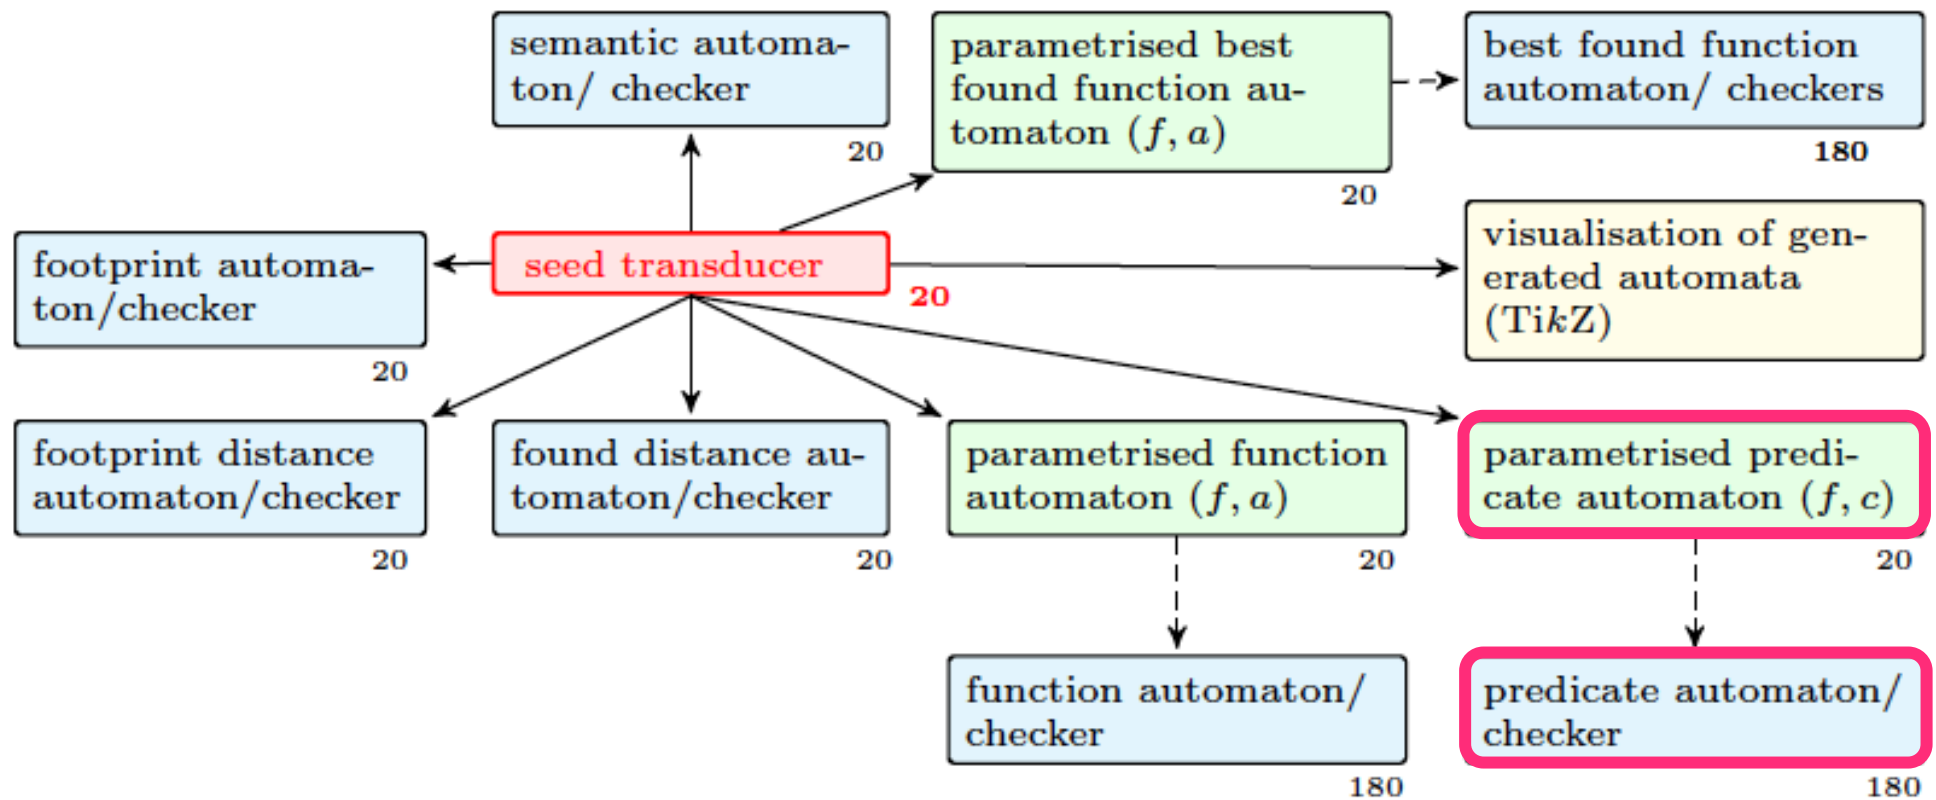 semantic automa-
ton/ checker
20
parametrised best
found function au-
tomaton (f, a)
20
best found function
automaton/ checkers
180
footprint automa-
ton/checker
20
seed transducer
20
visualisation of gen-
erated automata
(TikZ)
footprint distance
automaton/checker
20
found distance au-
tomaton/checker
20
parametrised function
automaton (f, a)
20
parametrised predi-
cate automaton (f, c)
20
function automaton/
checker
180
predicate automaton/
checker
180